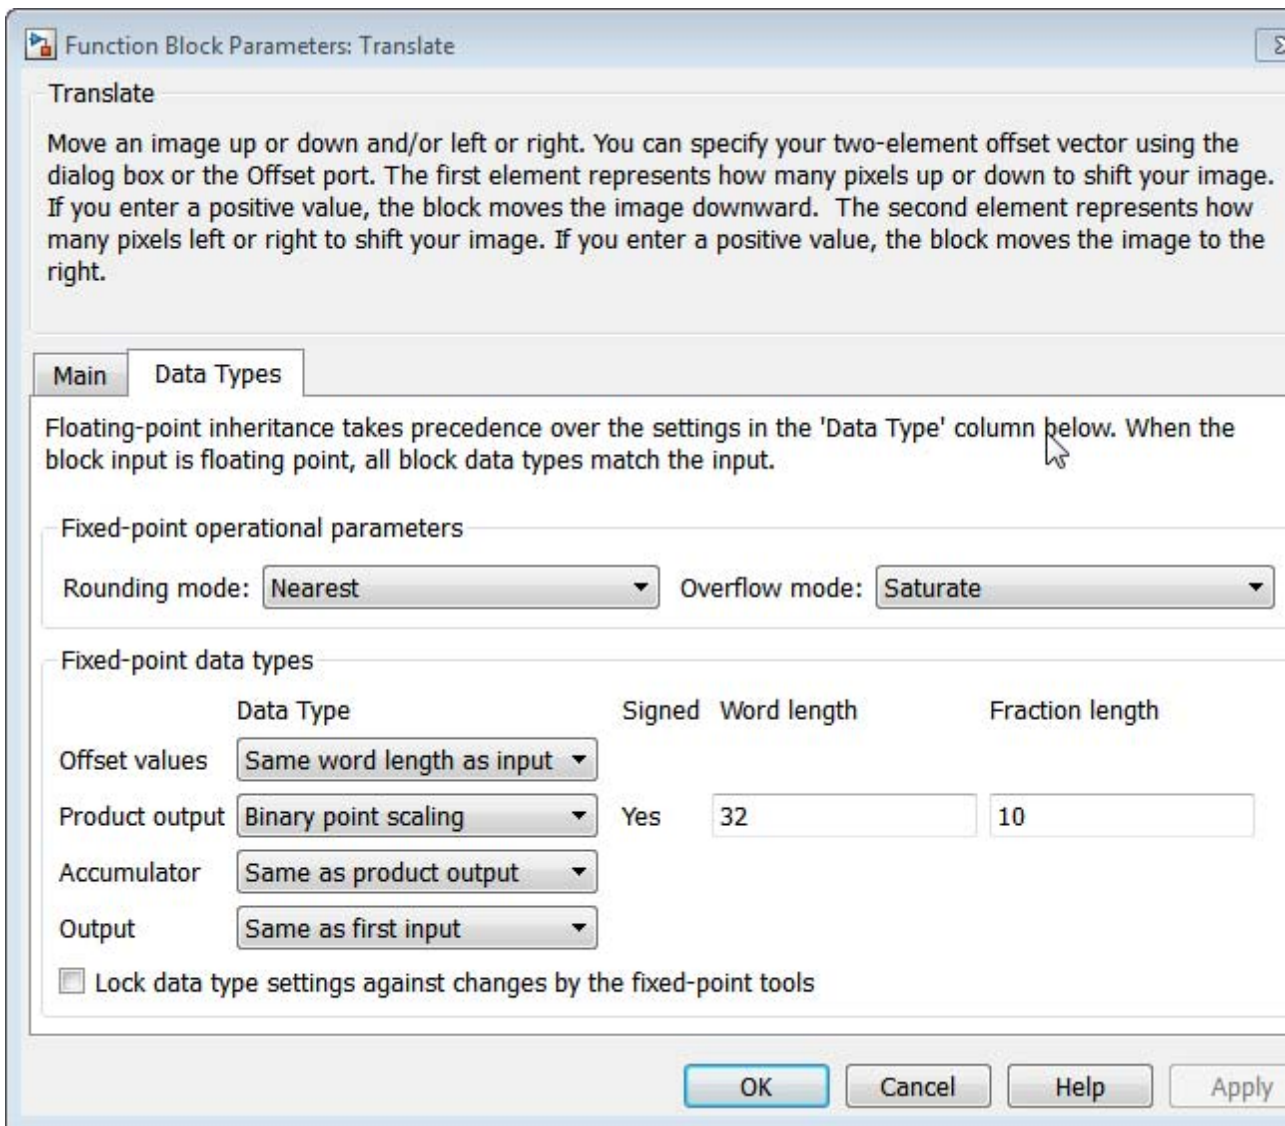 Function Block Parameters: Translate
Translate
Move an image up or down and/or left or right. You can specify your two-element offset vector using the
dialog box or the Offset port. The first element represents how many pixels up or down to shift your image.
If you enter a positive value, the block moves the image downward.  The second element represents how
many pixels left or right to shift your image. If you enter a positive value, the block moves the image to the
right.
Main Data Types
Floating-point inheritance takes precedence over the settings in the 'Data Type' column below. When the
block input is floating point, all block data types match the input.
Fixed-point operational parameters
Rounding mode: Nearest Overflow mode: Saturate
Fixed-point data types
Data Type Signed Word length Fraction length
Offset values Same word length as input
Product output Binary point scaling Yes 32 10
Accumulator Same as product output
Output Same as first input
Lock data type settings against changes by the fixed-point tools
OK Cancel Help Apply